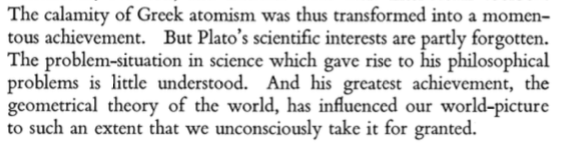 The calamity of Greek atomism was thus transformed into a momen-
tous achievement. But Plato's scientific interests are partly forgotten.
The problem-situation in science which gave rise to his philosophical
problems is little understood. And his greatest achievement, the
geometrical theory of the world, has influenced our world-picture
to such an extent that we unconsciously take it for granted.